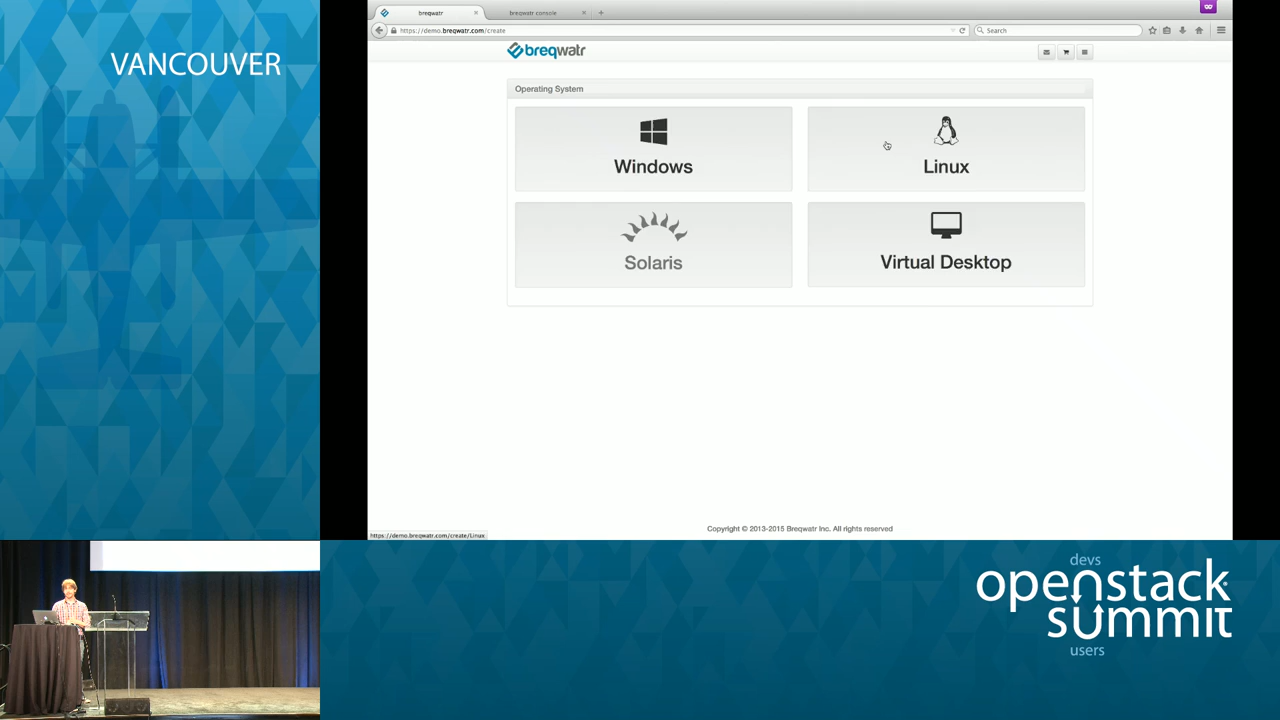 VANCOUVER
breqwatr
breqwatr console
https://demo.breqwatr.com/create
Search
breqwatr
Operating System
Windows
Linux
Solaris
Virtual Desktop
Copyright © 2013-2015 Breqwatr Inc. All rights reserved
https://demo.breqwatr.com/create/Linux
devs
openstack
summit
users